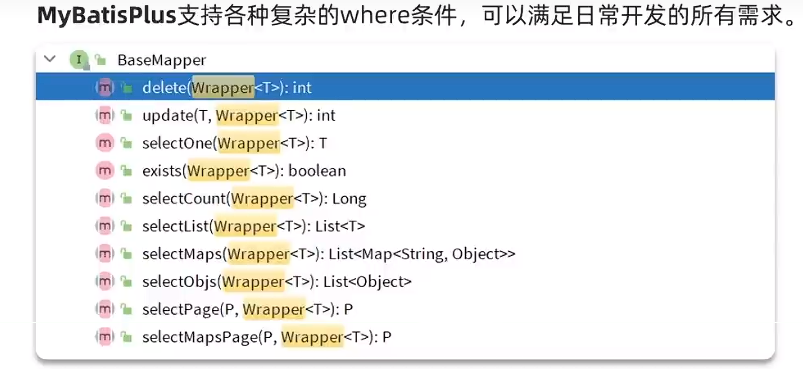 MyBatisPlus支持各种复杂的where条件，可以满足日常开发的所有需求。
I BaseMapper
m delete(Wrapper<T>): int
m update(T, Wrapper<T>): int
m selectOne(Wrapper<T>): T
m exists(Wrapper<T>): boolean
m selectCount(Wrapper<T>): Long
m selectList(Wrapper<T>): List<T>
m selectMaps(Wrapper<T>): List<Map<String, Object>>
m selectObjs(Wrapper<T>): List<Object>
m selectPage(P, Wrapper<T>): P
m selectMapsPage(P, Wrapper<T>): P